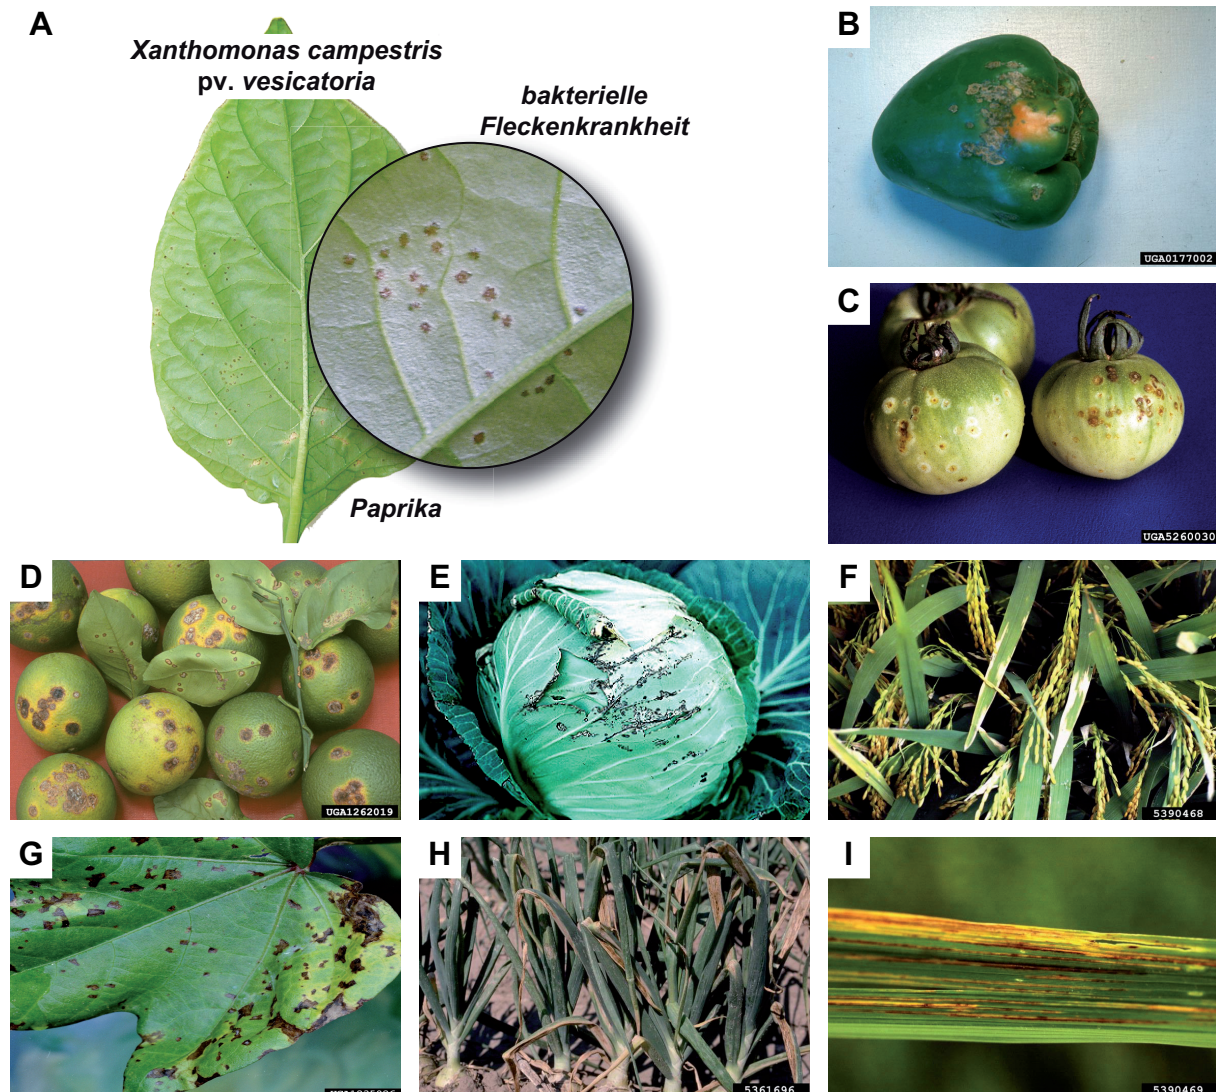 A
Xanthomonas campestris
pv. vesicatoria
bakterielle
Fleckenkrankheit
Paprika
B
UGA0177002
C
UGA5260030
D
UGA1262019
E
F
5390468
G
H
5361696
I
5390469